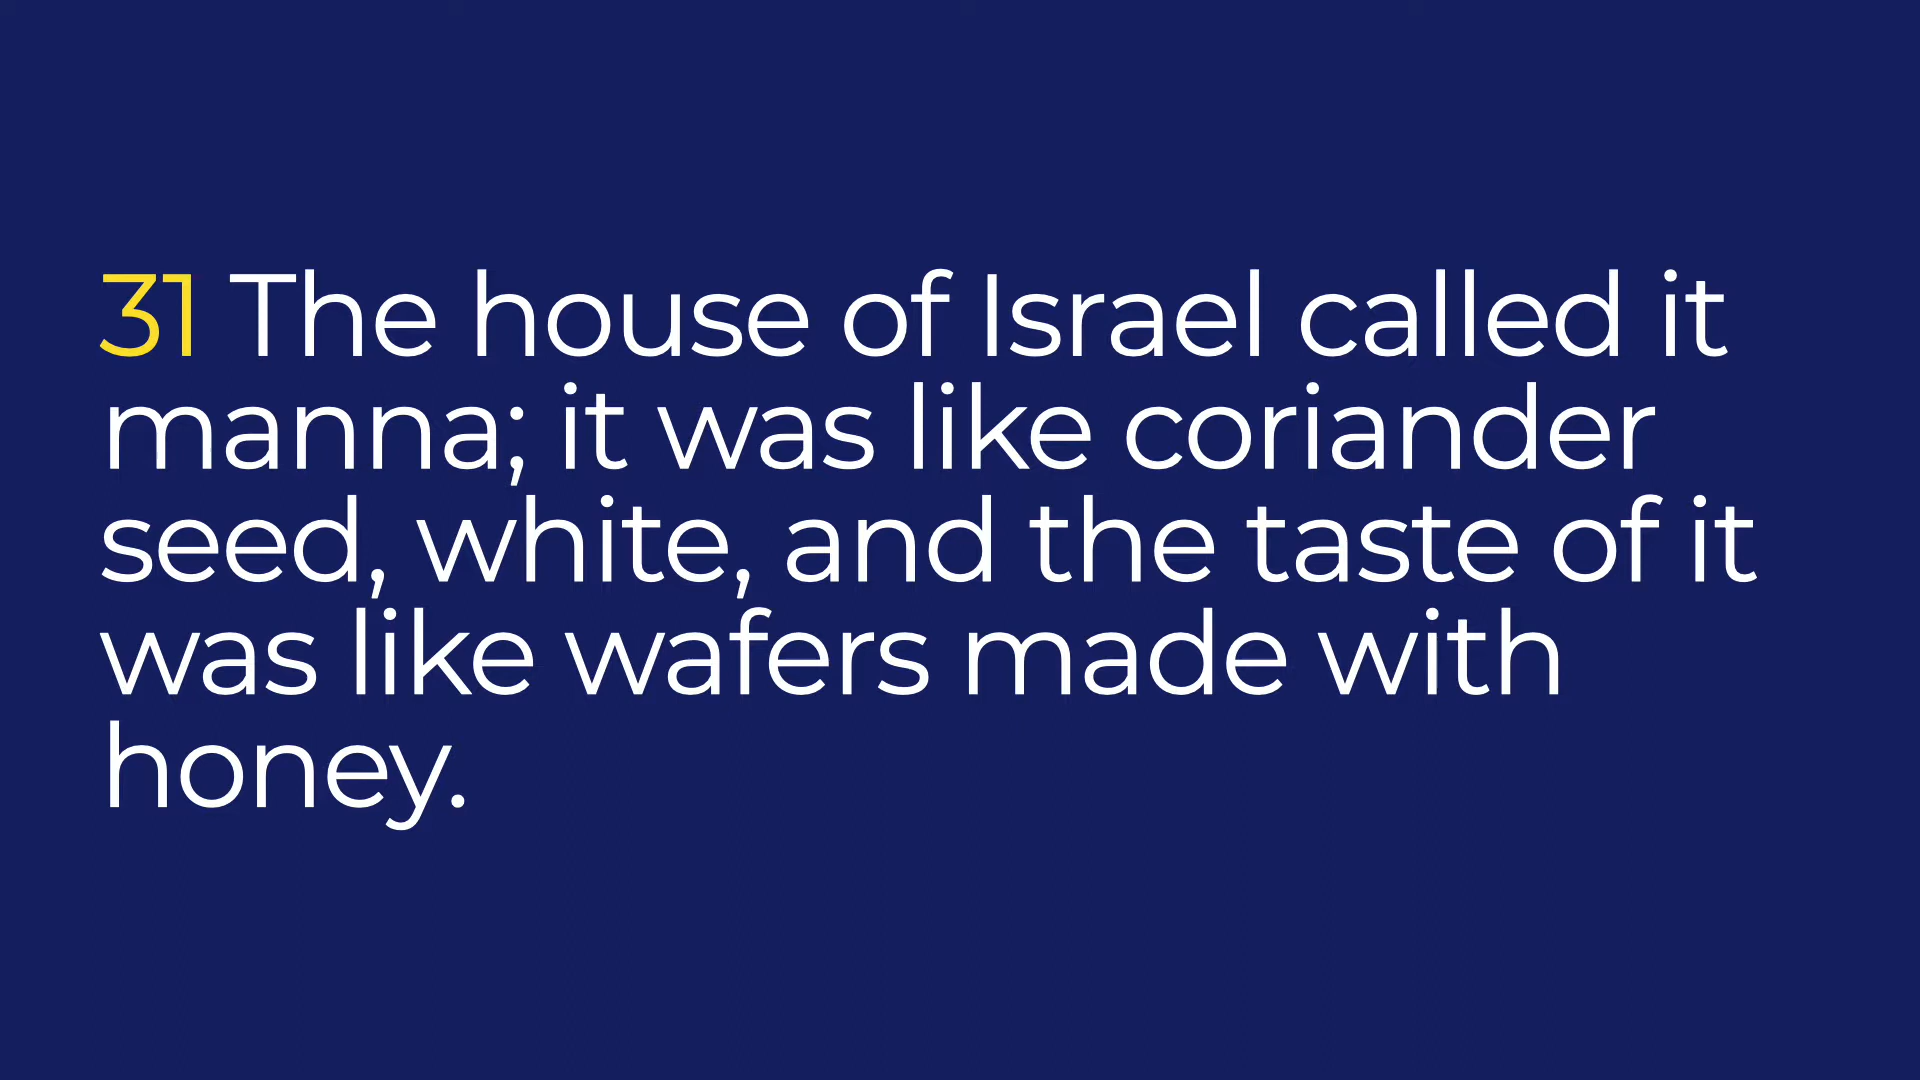 31 The house of Israel called it
manna; it was like coriander
seed, white, and the taste of it
was like wafers made with
honey.